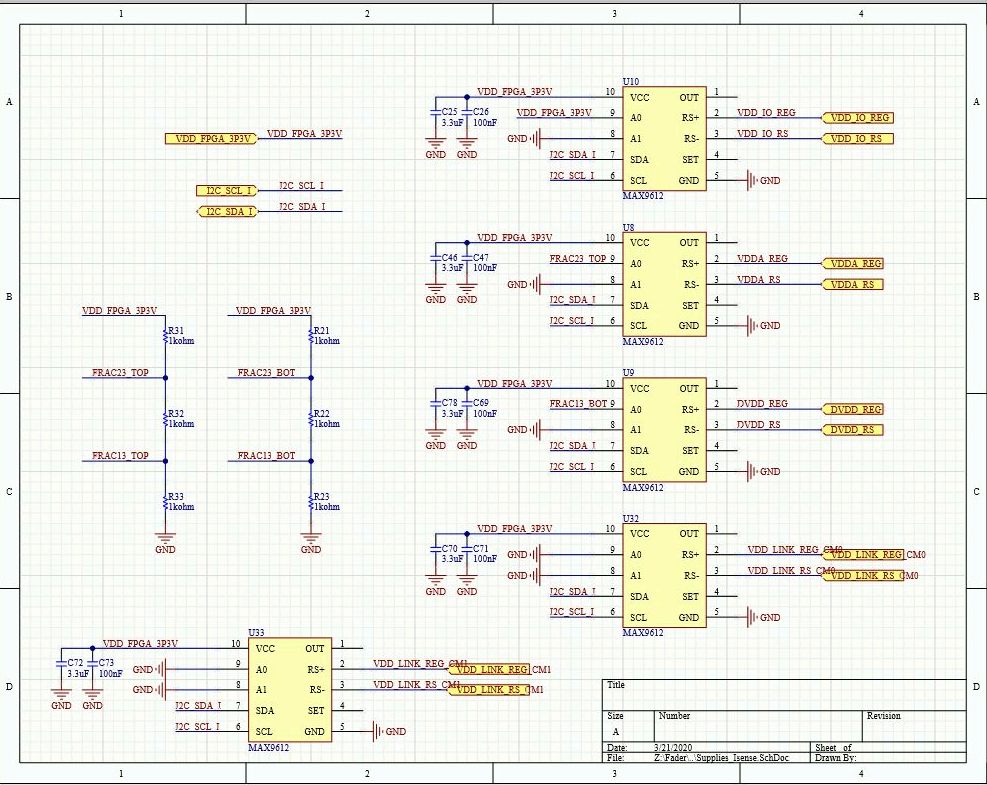 1 2 3 4
A
B
C
D
A
B
C
D
VDD_FPGA_3P3V VDD_FPGA_3P3V
I2C_SCL_I I2C_SCL_I
I2C_SDA_I I2C_SDA_I
VDD_FPGA_3P3V
R31
1kohm
FRAC23_TOP
R32
1kohm
FRAC13_TOP
R33
1kohm
GND
VDD_FPGA_3P3V
R21
1kohm
FRAC23_BOT
R22
1kohm
FRAC13_BOT
R23
1kohm
GND
U10
VDD_FPGA_3P3V 10 VCC OUT 1
C25 C26
3.3uF 100nF
GND GND
VDD_FPGA_3P3V 9 A0 RS+ 2 VDD_IO_REG VDD_IO_REG
GND 8 A1 RS- 3 VDD_IO_RS VDD_IO_RS
I2C_SDA_I 7 SDA SET 4
I2C_SCL_I 6 SCL GND 5 GND
MAX9612
U8
VDD_FPGA_3P3V 10 VCC OUT 1
C46 C47
3.3uF 100nF
GND GND
FRAC23_TOP 9 A0 RS+ 2 VDDA_REG VDDA_REG
GND 8 A1 RS- 3 VDDA_RS VDDA_RS
I2C_SDA_I 7 SDA SET 4
I2C_SCL_I 6 SCL GND 5 GND
MAX9612
U9
VDD_FPGA_3P3V 10 VCC OUT 1
C78 C69
3.3uF 100nF
GND GND
FRAC13_BOT 9 A0 RS+ 2 DVDD_REG DVDD_REG
GND 8 A1 RS- 3 DVDD_RS DVDD_RS
I2C_SDA_I 7 SDA SET 4
I2C_SCL_I 6 SCL GND 5 GND
MAX9612
U32
VDD_FPGA_3P3V 10 VCC OUT 1
C70 C71
3.3uF 100nF
GND GND
GND 9 A0 RS+ 2 VDD_LINK_REG_CM0 VDD_LINK_REG_CM0
GND 8 A1 RS- 3 VDD_LINK_RS_CM0 VDD_LINK_RS_CM0
I2C_SDA_I 7 SDA SET 4
I2C_SCL_I 6 SCL GND 5 GND
MAX9612
U33
VDD_FPGA_3P3V 10 VCC OUT 1
C72 C73
3.3uF 100nF
GND GND
GND 9 A0 RS+ 2 VDD_LINK_REG_CM1 VDD_LINK_REG_CM1
GND 8 A1 RS- 3 VDD_LINK_RS_CM1 VDD_LINK_RS_CM1
I2C_SDA_I 7 SDA SET 4
I2C_SCL_I 6 SCL GND 5 GND
MAX9612
Title
Size Number Revision
A
Date: 3/21/2020 Sheet of
File: Z:\Fader\..\Supplies_Isense.SchDoc Drawn By:
1 2 3 4